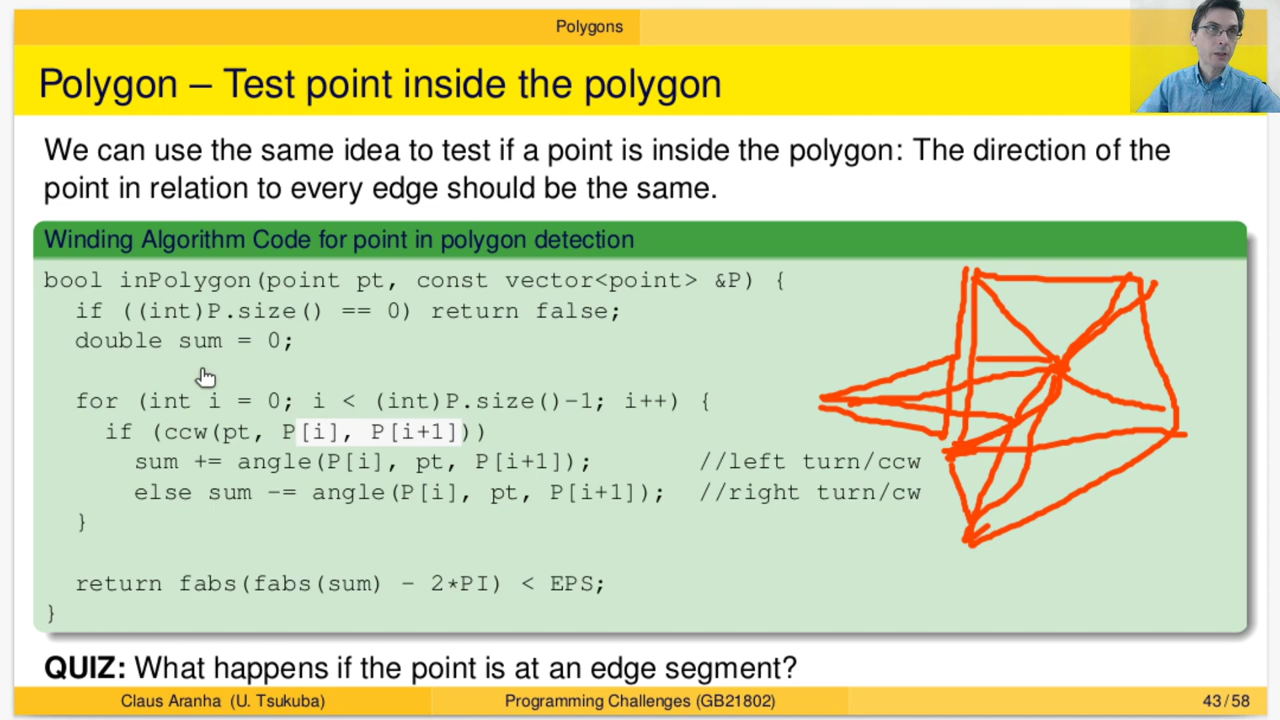 Polygons
Polygon – Test point inside the polygon
We can use the same idea to test if a point is inside the polygon: The direction of the
point in relation to every edge should be the same.
Winding Algorithm Code for point in polygon detection
bool inPolygon(point pt, const vector<point> &P) {
if ((int)P.size() == 0) return false;
double sum = 0;
for (int i = 0; i < (int)P.size()-1; i++) {
if (ccw(pt, P[i], P[i+1]))
sum += angle(P[i], pt, P[i+1]); //left turn/ccw
else sum -= angle(P[i], pt, P[i+1]); //right turn/cw
}
return fabs(fabs(sum) - 2*PI) < EPS;
}
QUIZ: What happens if the point is at an edge segment?
Claus Aranha (U. Tsukuba) Programming Challenges (GB21802) 43 / 58